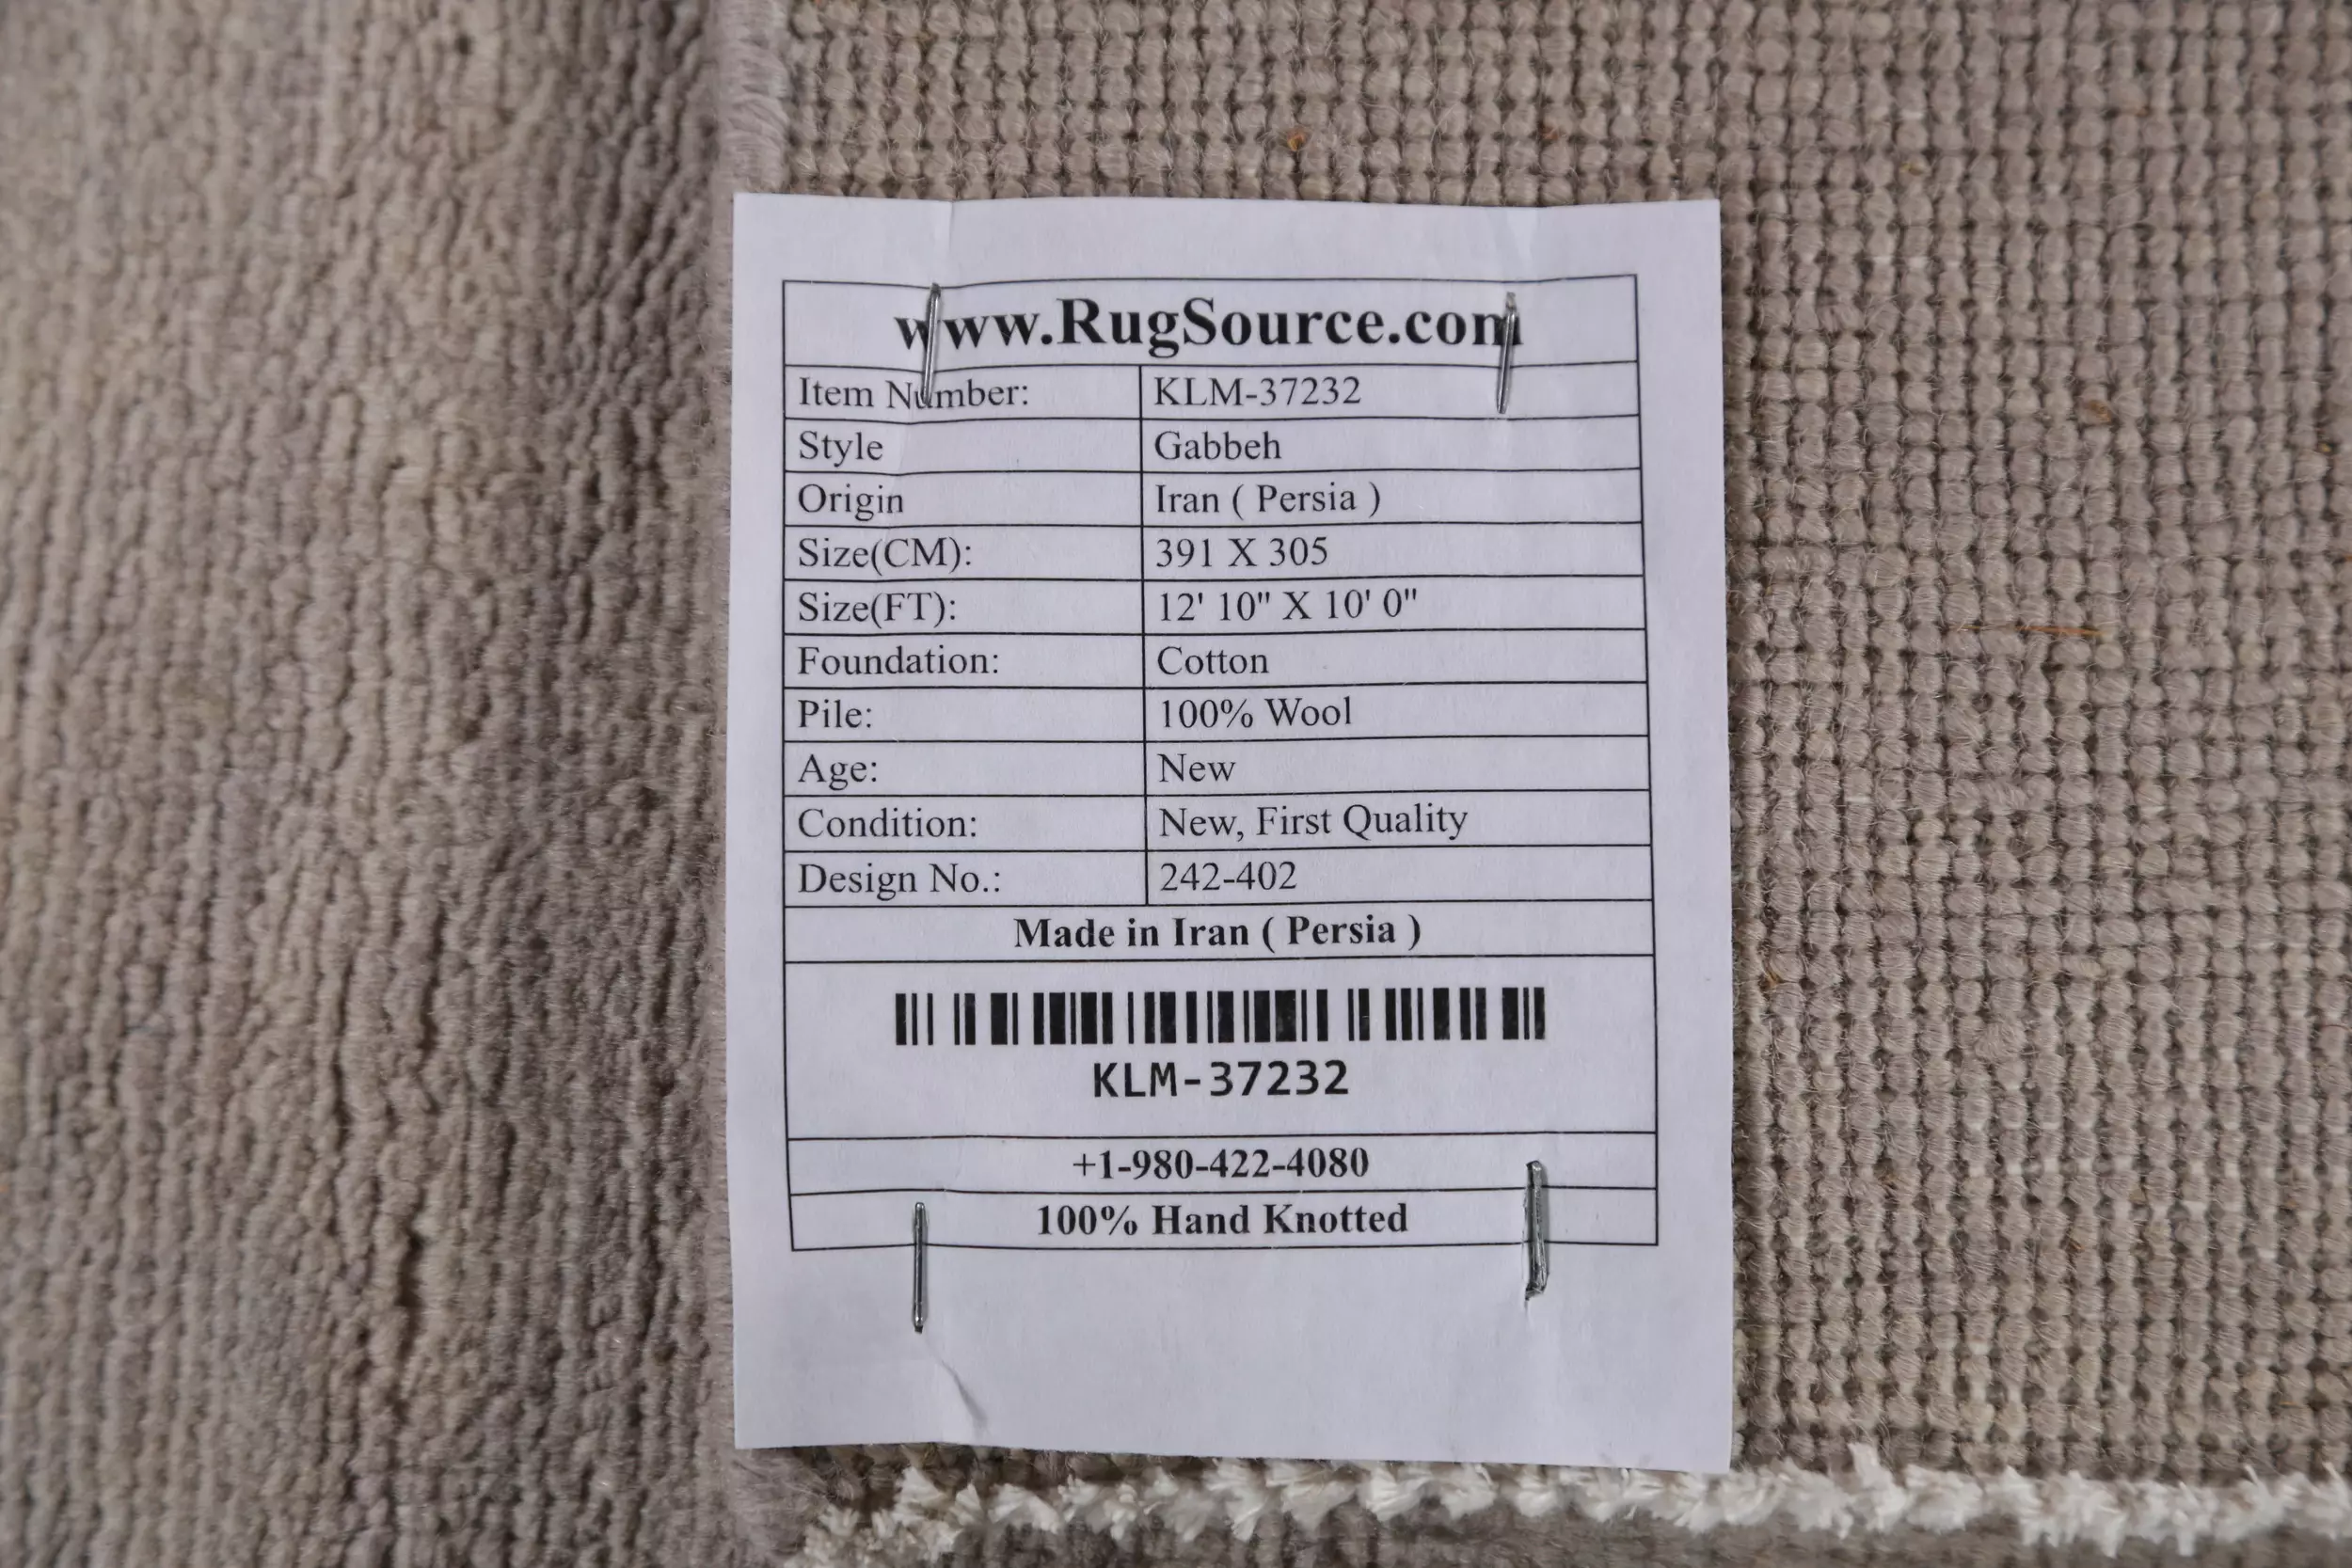 www.RugSource.com
Item Number: KLM-37232
Style Gabbeh
Origin Iran ( Persia )
Size(CM): 391 X 305
Size(FT): 12' 10" X 10' 0"
Foundation: Cotton
Pile: 100% Wool
Age: New
Condition: New, First Quality
Design No.: 242-402
Made in Iran ( Persia )
KLM-37232
+1-980-422-4080
100% Hand Knotted